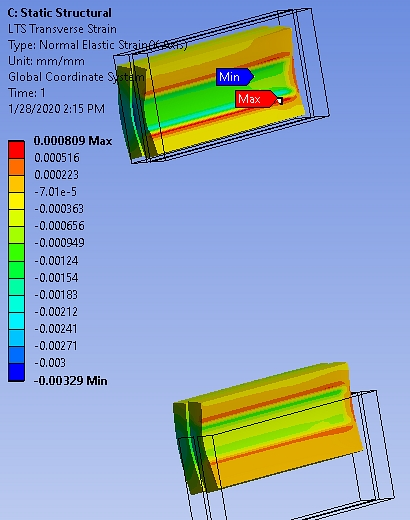 C: Static Structural
LTS Transverse Strain
Type: Normal Elastic Strain(X Axis)
Unit: mm/mm
Global Coordinate System
Time: 1
1/28/2020 2:15 PM
Min
Max
0.000809 Max
0.000516
0.000223
-7.01e-5
-0.000363
-0.000656
-0.000949
-0.00124
-0.00154
-0.00183
-0.00212
-0.00241
-0.00271
-0.003
-0.00329 Min